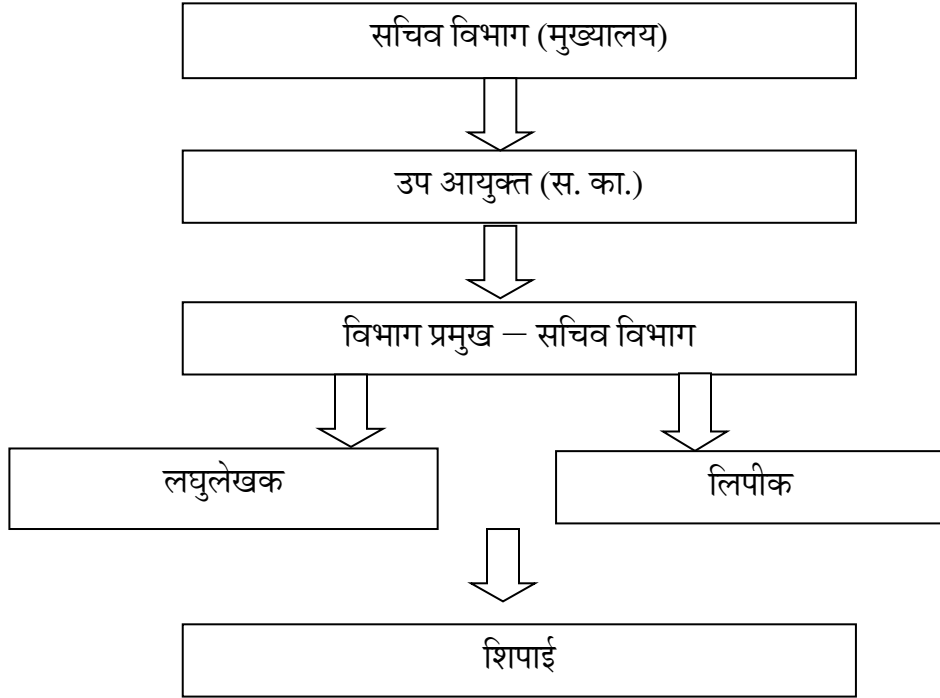 सचिव विभाग (मुख्यालय)
उप आयुक्त (स. का.)
विभाग प्रमुख – सचिव विभाग
लघुलेखक
लिपीक
शिपाई